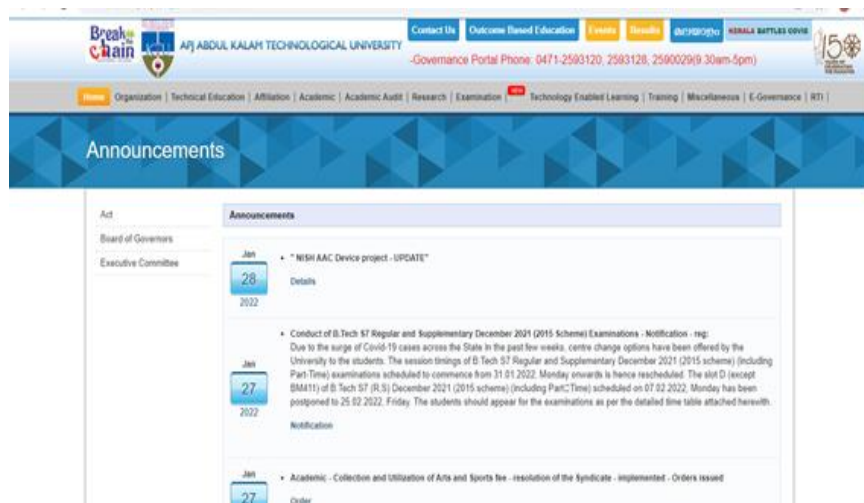 Break the
Chain
APJ ABDUL KALAM TECHNOLOGICAL UNIVERSITY
Contact Us
Outcome Based Education
Events
Results
മലയാളം
KERALA BATTLES COVID
-Governance Portal Phone: 0471-2593120, 2593128, 2590029(9.30am-5pm)
150
Home Organization | Technical Education | Affiliation | Academic | Academic Audit | Research | Examination | NEW Technology Enabled Learning | Training | Miscellaneous | E-Governance | RTI |
Announcements
Act
Board of Governors
Executive Committee
Announcements
Jan
28
2022
• " NISH AAC Device project - UPDATE"
Details
Jan
27
2022
• Conduct of B.Tech S7 Regular and Supplementary December 2021 (2015 Scheme) Examinations - Notification - reg:
Due to the surge of Covid-19 cases across the State in the past few weeks, centre change options have been offered by the
University to the students. The session timings of B.Tech S7 Regular and Supplementary December 2021 (2015 scheme) (including
Part-Time) examinations scheduled to commence from 31.01.2022, Monday onwards is hence rescheduled. The slot D (except
BM411) of B.Tech S7 (R,S) December 2021 (2015 scheme) (including Part Time) scheduled on 07.02.2022, Monday has been
postponed to 25.02.2022, Friday. The students should appear for the examinations as per the detailed time table attached herewith.
Notification
Jan
27
• Academic - Collection and Utilization of Arts and Sports fee - resolution of the Syndicate - implemented - Orders issued
Order